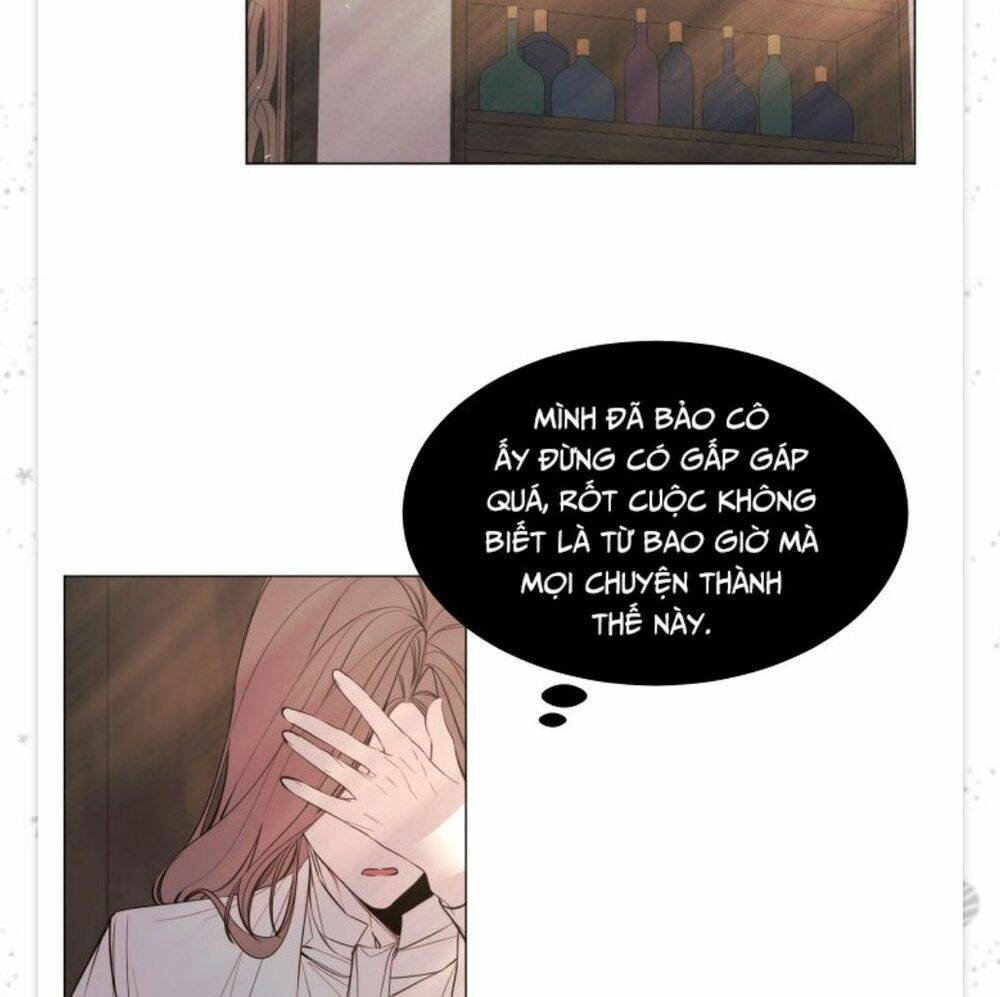 MÌNH ĐÃ BẢO CÔ
ẤY ĐỪNG CÓ GẤP GÁP
QUÁ, RỐT CUỘC KHÔNG
BIẾT LÀ TỪ BAO GIỜ MÀ
MỌI CHUYỆN THÀNH
THẾ NÀY.